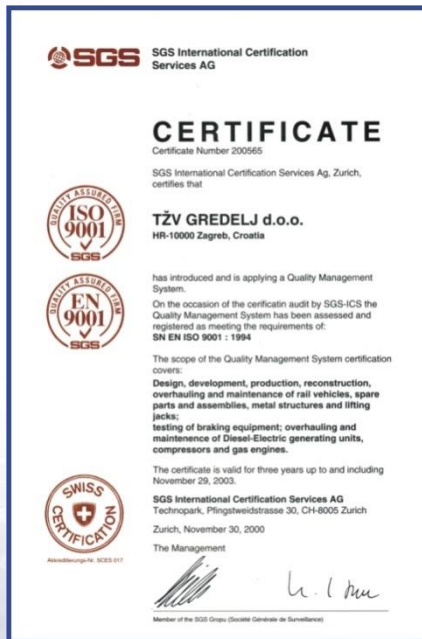 SGS
SGS International Certification
Services AG
CERTIFICATE
Certificate Number 200565
SGS International Certification Services Ag, Zurich,
certifies that
QUALITY ASSURED FIRM
ISO
9001
SGS
TŽV GREDELJ d.o.o.
HR-10000 Zagreb, Croatia
QUALITY ASSURED FIRM
EN
9001
SGS
has introduced and is applying a Quality Management
System.
On the occasion of the cerificatin audit by SGS-ICS the
Quality Management System has been assessed and
registered as meeting the requirements of:
SN EN ISO 9001 : 1994
The scope of the Quality Management System certification
covers:
Design, development, production, reconstruction,
overhauling and maintenance of rail vehicles, spare
parts and assemblies, metal structures and lifting
jacks;
testing of braking equipment; overhauling and
maintenence of Diesel-Electric generating units,
compressors and gas engines.
The certificate is valid for three years up to and including
November 29, 2003.
SWISS
CERTIFICATION
SGS International Certification Services AG
Technopark, Pfingstweidstrasse 30, CH-8005 Zurich
Zurich, November 30, 2000
The Management
Akkreditierungs-Nr. SCES 017
Member of the SGS Gropu (Société Générale de Surveillance)